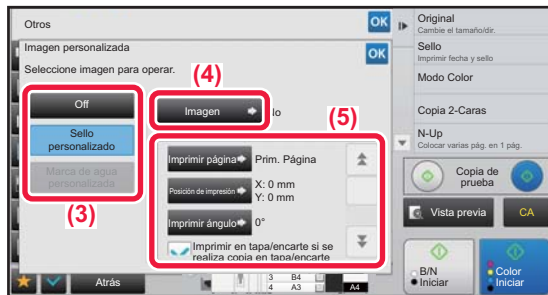 Otros
OK
Imagen personalizada
OK
Seleccione imagen para operar.
(4)
(3)
(5)
Off
Sello
personalizado
Marca de agua
personalizada
Imagen
Imprimir página
Prim. Página
Posición de impresión
X: 0 mm
Y: 0 mm
Imprimir ángulo
0°
Imprimir en tapa/encarte si se
realiza copia en tapa/encarte
Atrás
3 B4
4 A3
A4
Original
Cambie el tamaño/dir.
Sello
Imprimir fecha y sello
Modo Color
Copia 2-Caras
N-Up
Colocar varias pág. en 1 pág.
Copia de
prueba
Vista previa
CA
B/N
Iniciar
Color
Iniciar